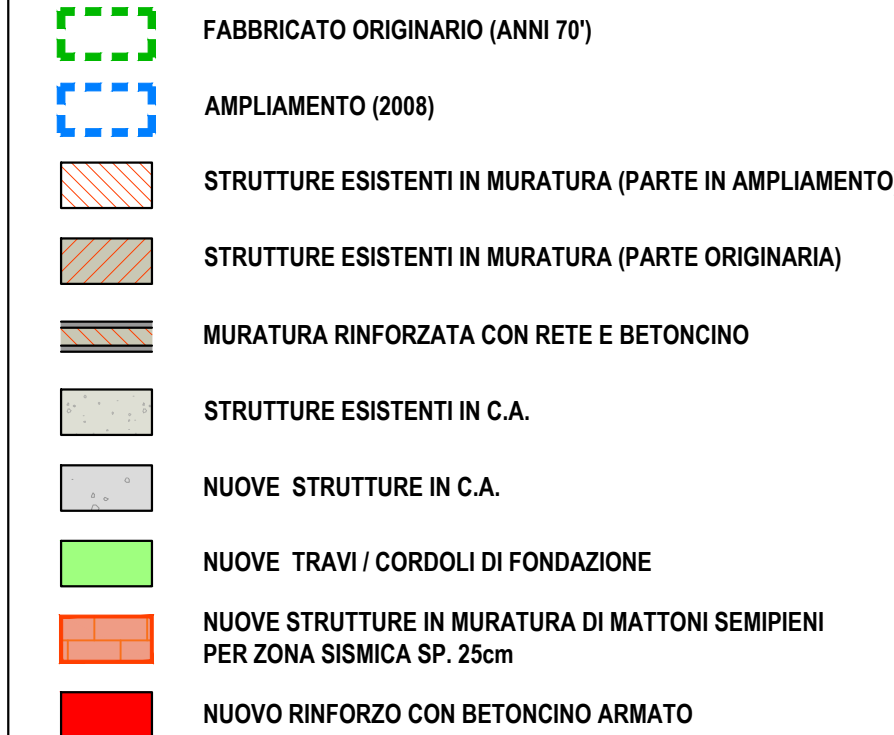 FABBRICATO ORIGINARIO (ANNI 70')
AMPLIAMENTO (2008)
STRUTTURE ESISTENTI IN MURATURA (PARTE IN AMPLIAMENTO
STRUTTURE ESISTENTI IN MURATURA (PARTE ORIGINARIA)
MURATURA RINFORZATA CON RETE E BETONCINO
STRUTTURE ESISTENTI IN C.A.
NUOVE STRUTTURE IN C.A.
NUOVE TRAVI / CORDOLI DI FONDAZIONE
NUOVE STRUTTURE IN MURATURA DI MATTONI SEMIPIENI
PER ZONA SISMICA SP. 25cm
NUOVO RINFORZO CON BETONCINO ARMATO